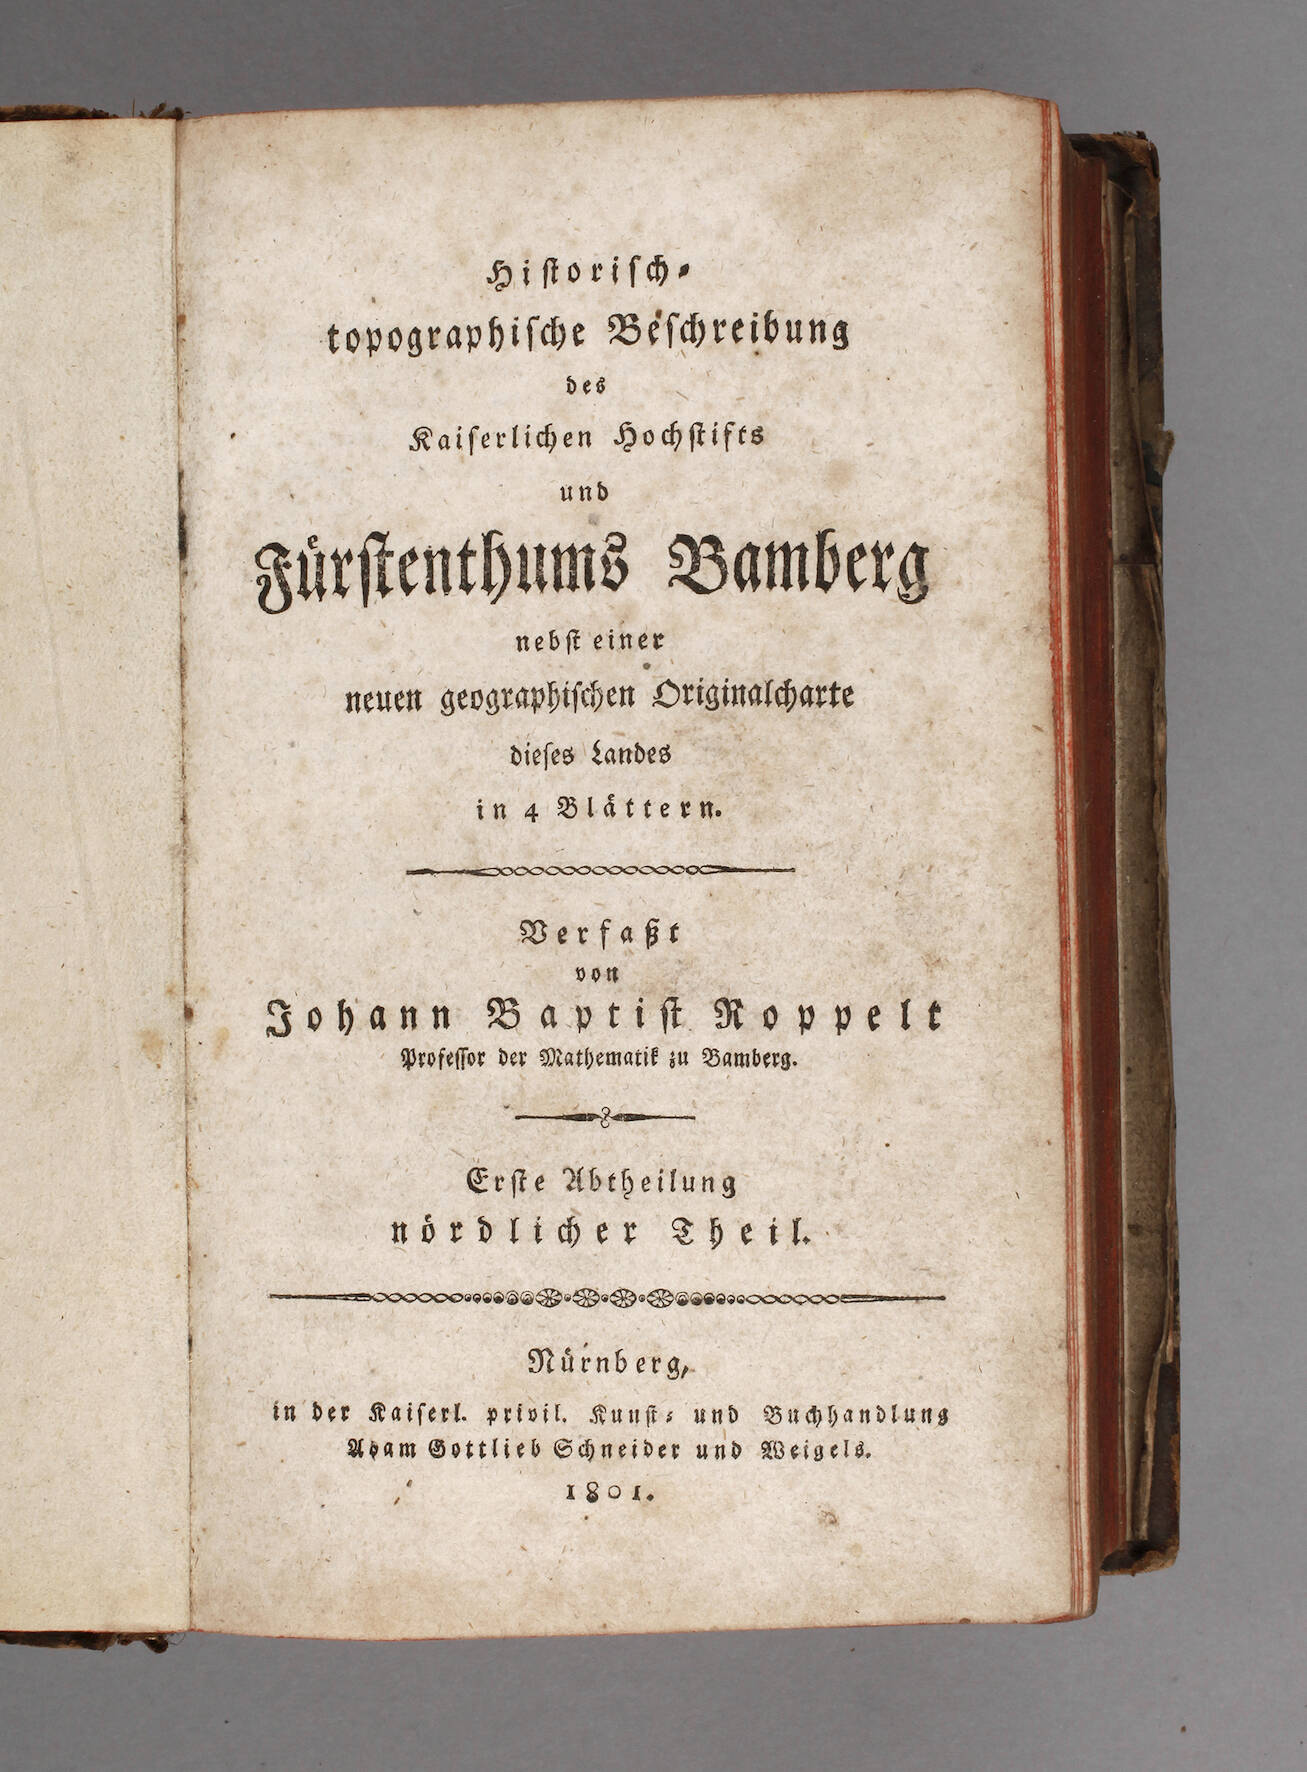 Historisch-
topographische Beschreibung
des
Kaiserlichen Hochstifts
und
Fürstenthums Bamberg
nebst einer
neuen geographischen Originalcharte
dieses Landes
in 4 Blättern.
Verfaßt
von
Johann Baptist Roppelt
Professor der Mathematik zu Bamberg.
Erste Abtheilung
nördlicher Theil.
Nürnberg,
in der Kaiserl. privil. Kunst- und Buchhandlung
Adam Gottlieb Schneider und Weigels.
1801.